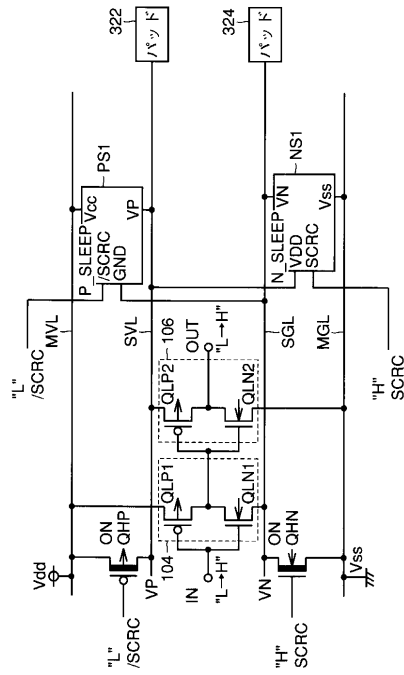 322
パッド
324
パッド
PS1
P_SLEEP
Vcc
/SCRC
GND
VP
NS1
N_SLEEP
VN
VDD
SCRC
Vss
"L"
/SCRC
MVL
SVL
SGL
MGL
"H"
SCRC
106
OUT
"L→H"
QLP2
QLN2
QLP1
QLN1
104
IN
"L→H"
Vdd
ON
QHP
VP
"L"
/SCRC
VN
ON
QHN
Vss
"H"
SCRC